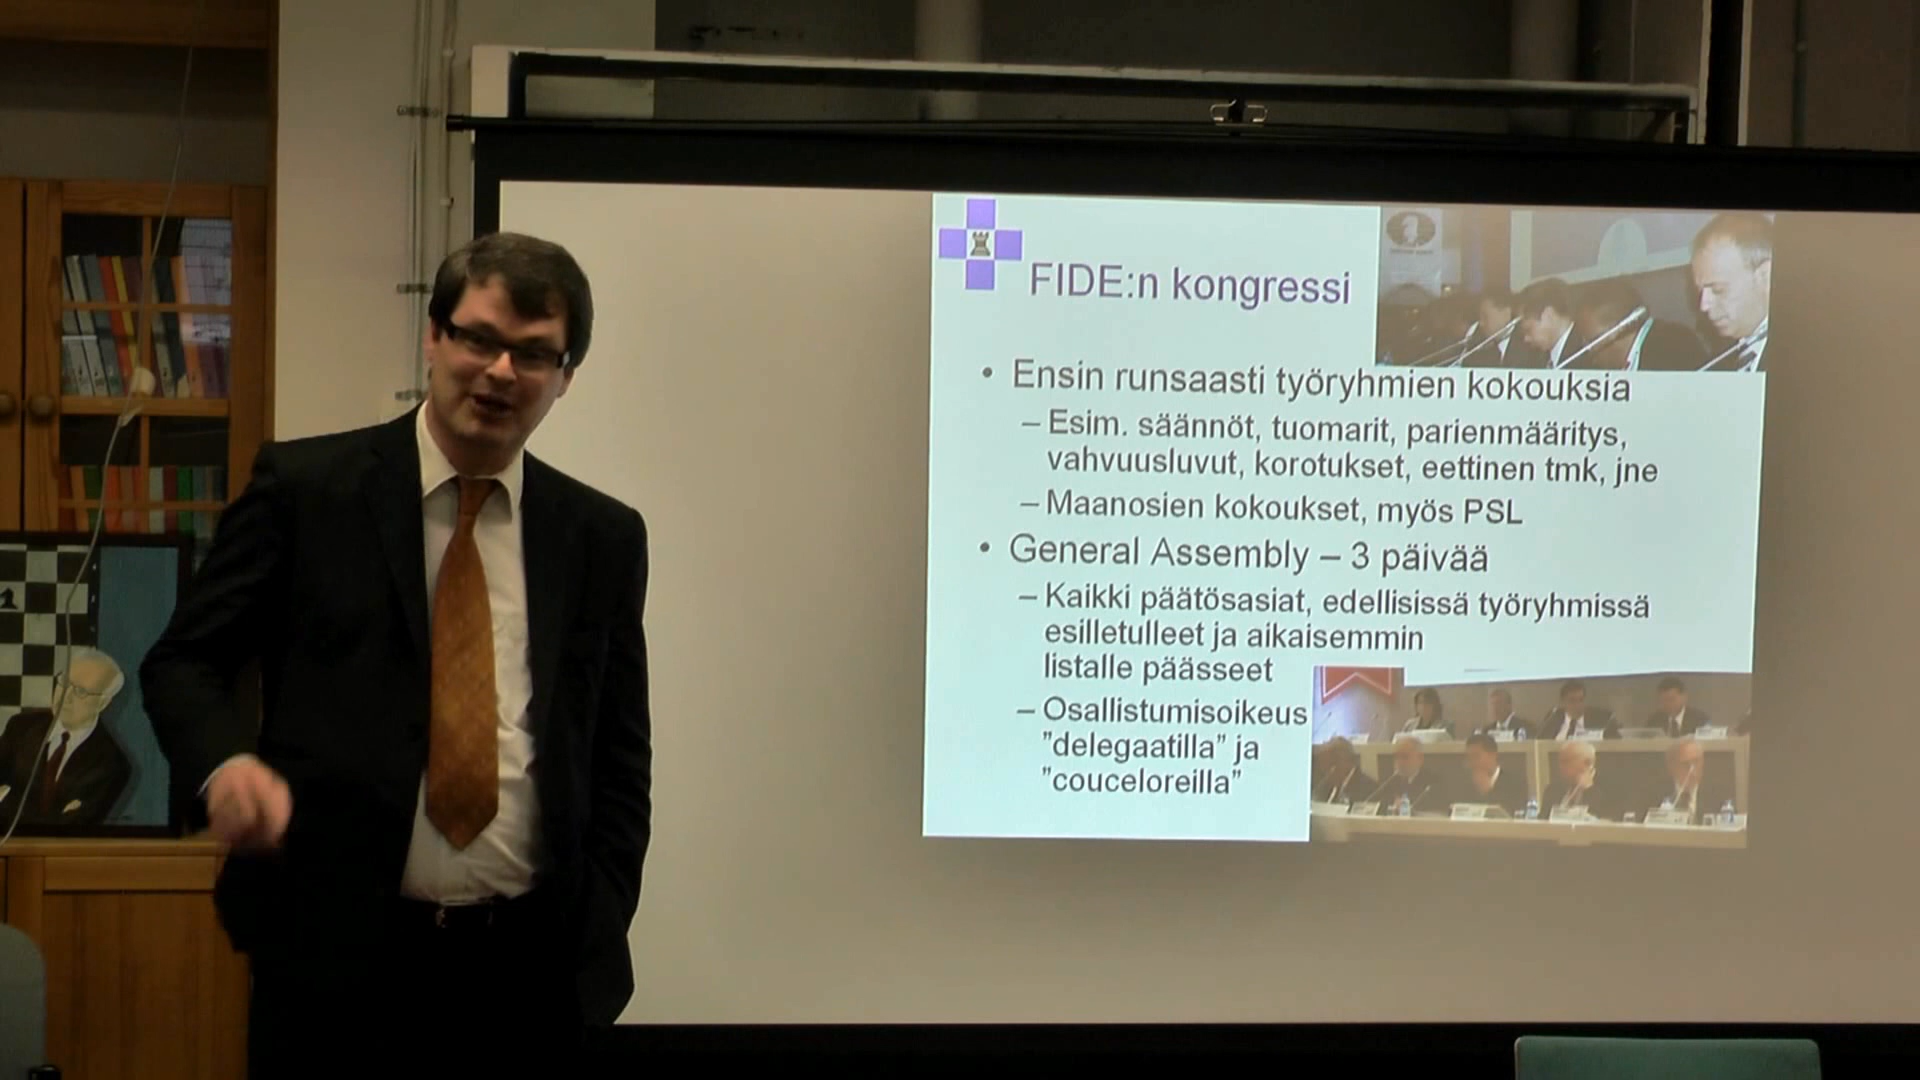 FIDE:n kongressi
• Ensin runsaasti työryhmien kokouksia
– Esim. säännöt, tuomarit, parienmääritys,
vahvuusluvut, korotukset, eettinen tmk, jne
– Maanosien kokoukset, myös PSL
• General Assembly – 3 päivää
– Kaikki päätösasiat, edellisissä työryhmissä
esilletulleet ja aikaisemmin
listalle päässeet
– Osallistumisoikeus
"delegaatilla" ja
"couceloreilla"